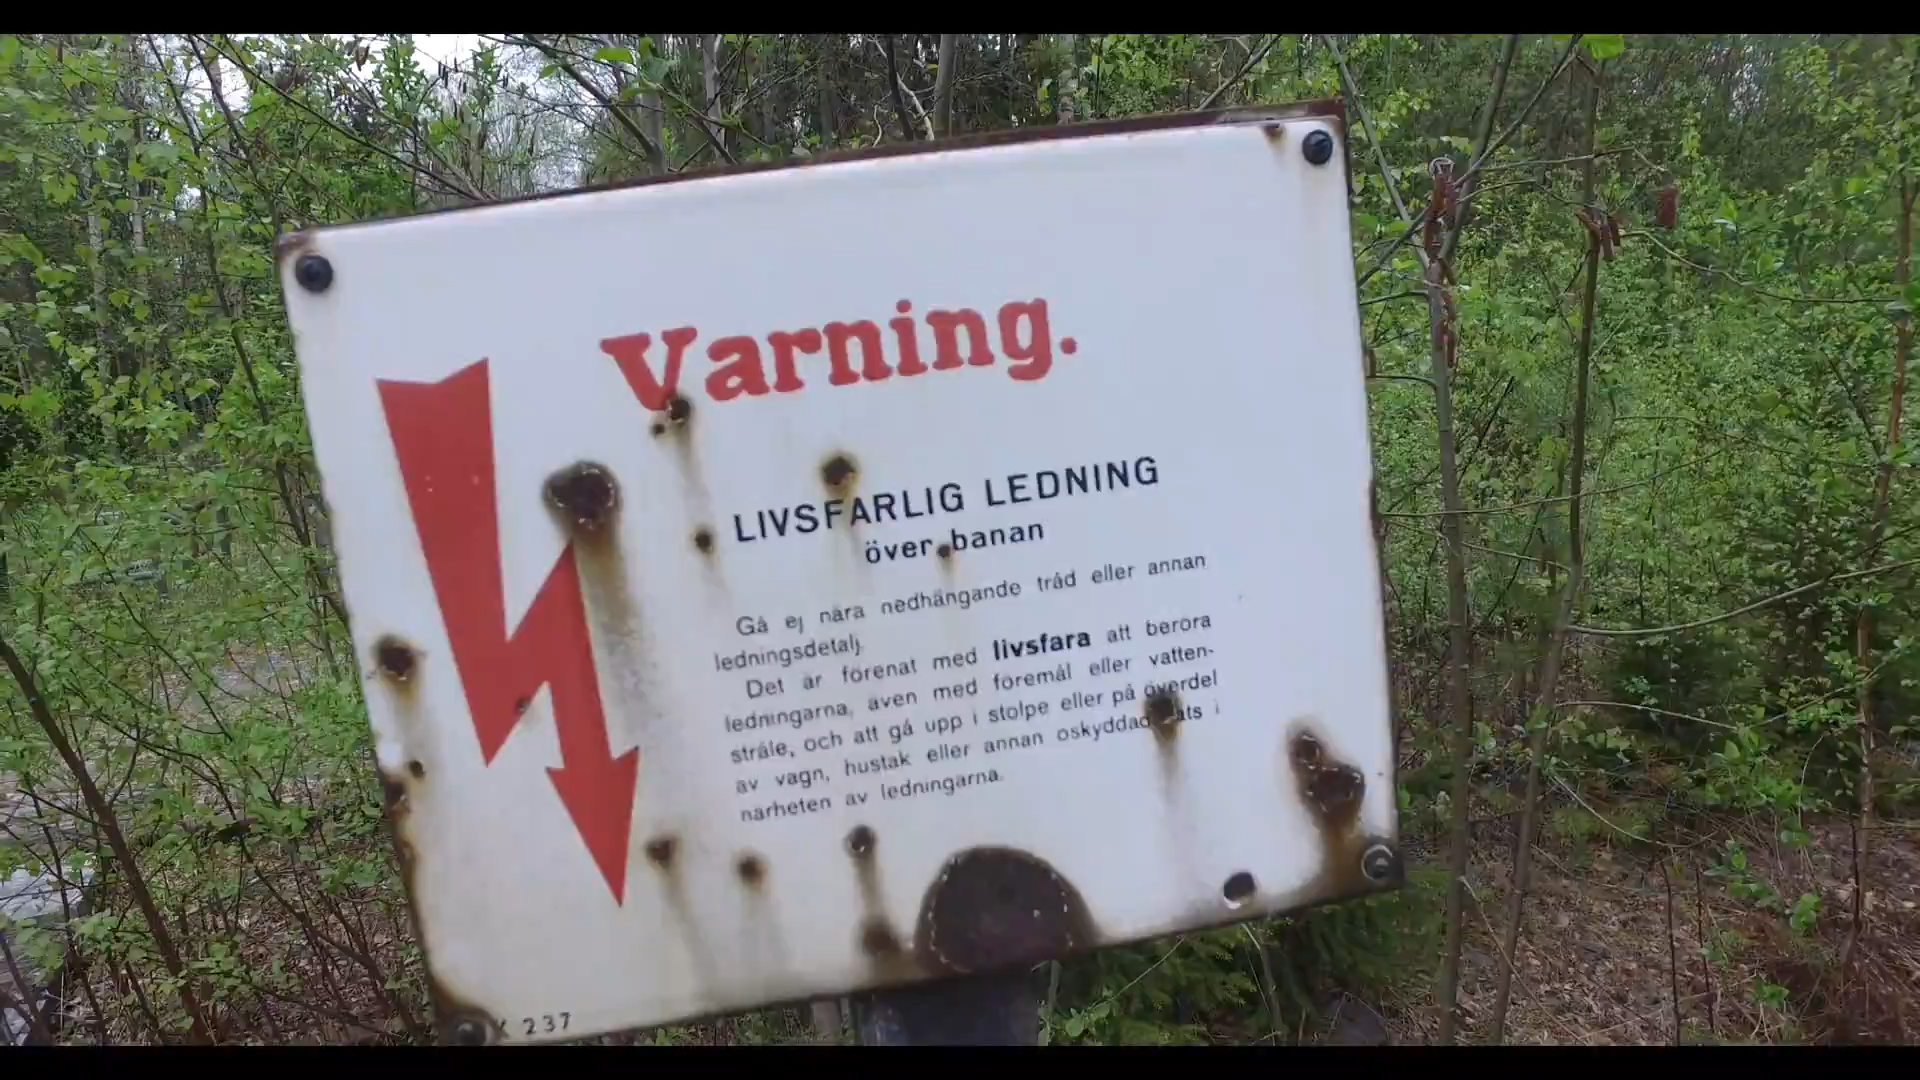 Varning.
LIVSFARLIG LEDNING
över banan
Gå ej nära nedhängande tråd eller annan
ledningsdetalj.
Det är förenat med livsfara att beröra
ledningarna, även med föremål eller vatten-
stråle, och att gå upp i stolpe eller på överdel
av vagn, hustak eller annan i
närheten av ledningarna.
237